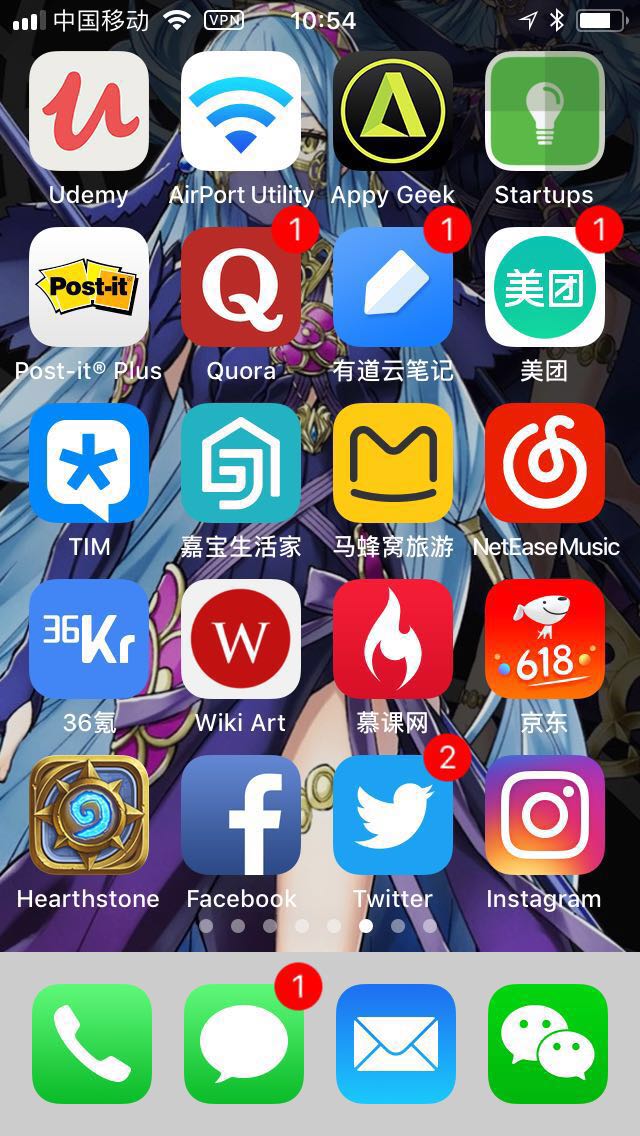 中国移动 VPN 10:54
Udemy AirPort Utility Appy Geek Startups
1 1 1
Post-it Q 美团
Post-it® Plus Quora 有道云笔记 美团
TIM 嘉宝生活家 马蜂窝旅游 NetEaseMusic
36Kr W 618
36氪 Wiki Art 慕课网 京东
2
Hearthstone Facebook Twitter Instagram
1